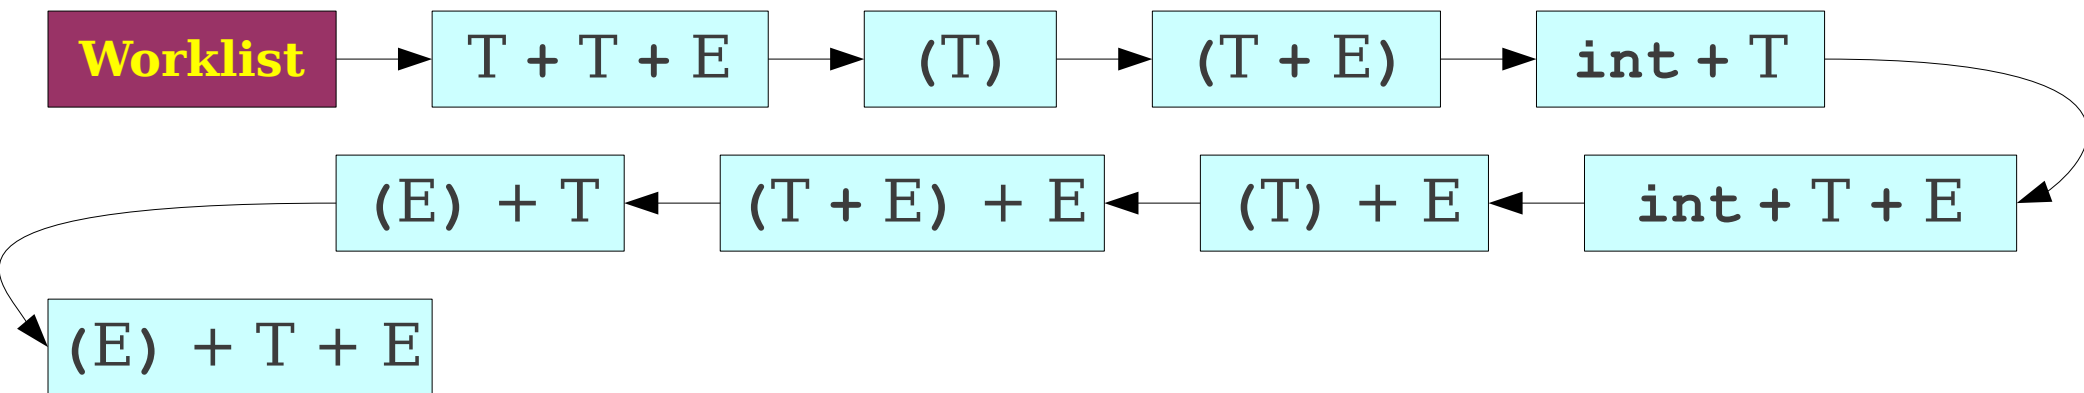 Worklist T + T + E (T) (T + E) int + T
(E) + T (T + E) + E (T) + E int + T + E
(E) + T + E